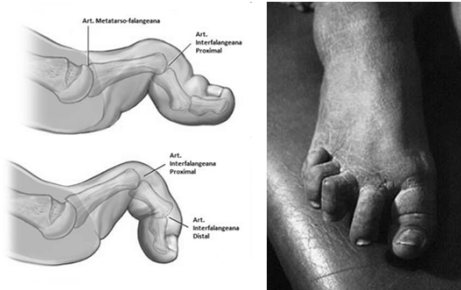 Art. Metatarso-falangeana
Art.
Interfalangeana
Proximal
Art.
Interfalangeana
Proximal
Art.
Interfalangeana
Distal